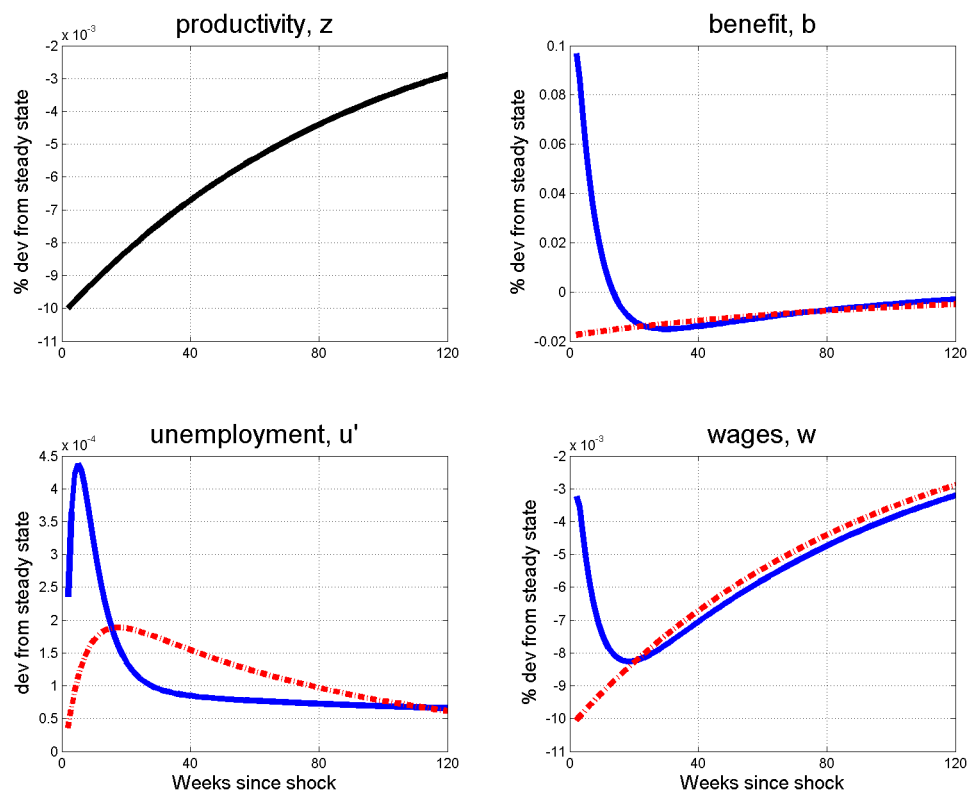 productivity, z
x 10-3
-2
-3
-4
-5
-6
-7
-8
-9
-10
-11
0 40 80 120
% dev from steady state
benefit, b
0.1
0.08
0.06
0.04
0.02
0
-0.02
0 40 80 120
% dev from steady state
unemployment, u'
x 10-4
4.5
4
3.5
3
2.5
2
1.5
1
0.5
0
0 40 80 120
dev from steady state
Weeks since shock
wages, w
x 10-3
-2
-3
-4
-5
-6
-7
-8
-9
-10
-11
0 40 80 120
% dev from steady state
Weeks since shock